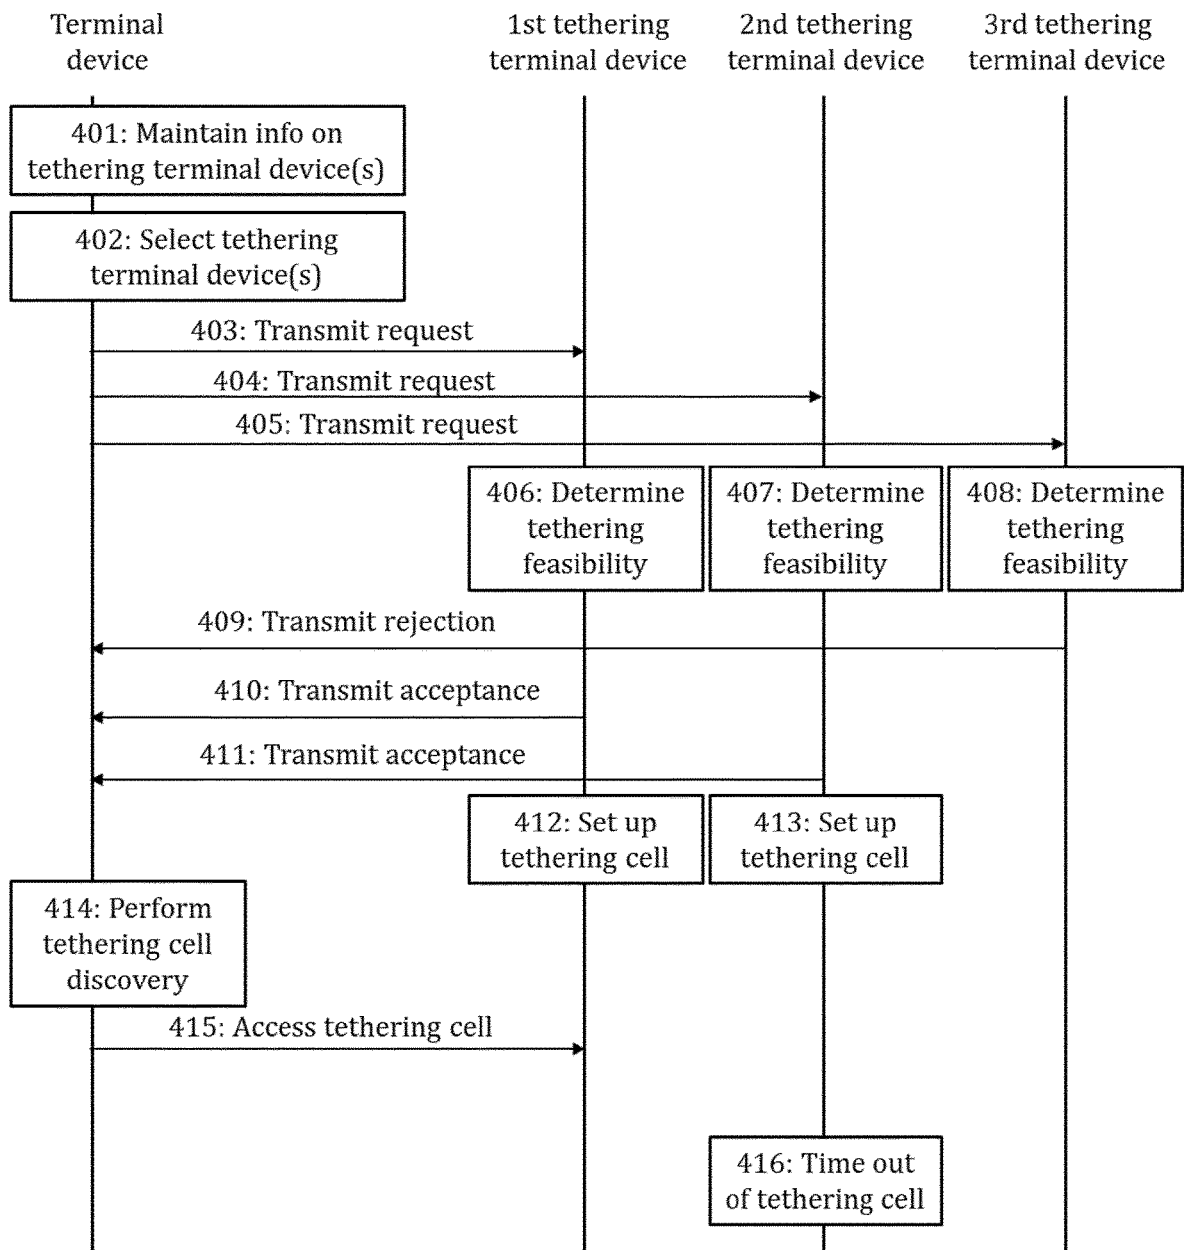 Terminal
device
1st tethering
terminal device
2nd tethering
terminal device
3rd tethering
terminal device
401: Maintain info on
tethering terminal device(s)
402: Select tethering
terminal device(s)
403: Transmit request
404: Transmit request
405: Transmit request
406: Determine
tethering
feasibility
407: Determine
tethering
feasibility
408: Determine
tethering
feasibility
409: Transmit rejection
410: Transmit acceptance
411: Transmit acceptance
412: Set up
tethering cell
413: Set up
tethering cell
414: Perform
tethering cell
discovery
415: Access tethering cell
416: Time out
of tethering cell